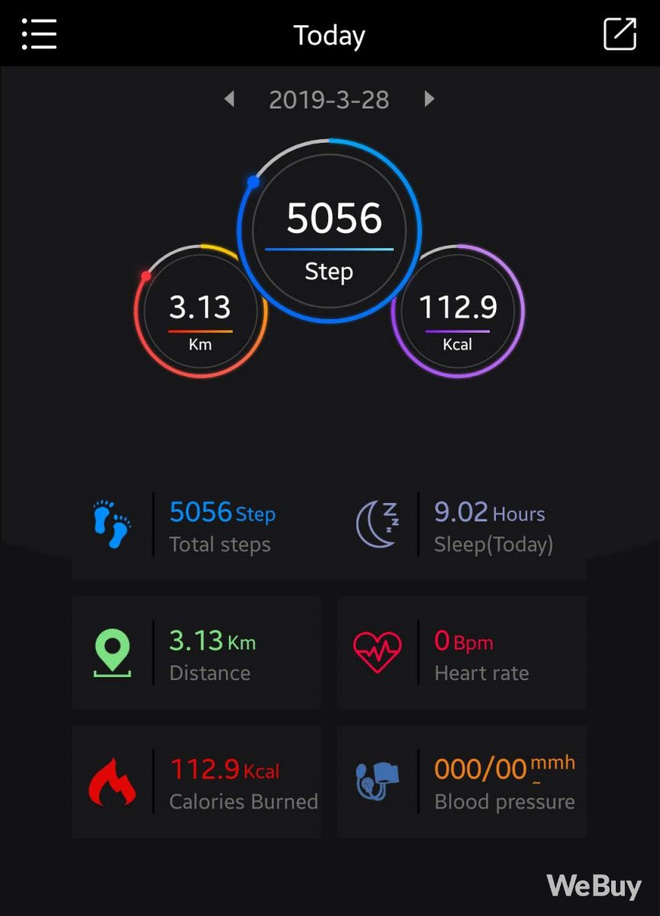 Today
2019-3-28
5056
Step
3.13
Km
112.9
Kcal
5056 Step
Total steps
9.02 Hours
Sleep(Today)
3.13 Km
Distance
0 Bpm
Heart rate
112.9 Kcal
Calories Burned
000/00 mmh
Blood pressure
WeBuy